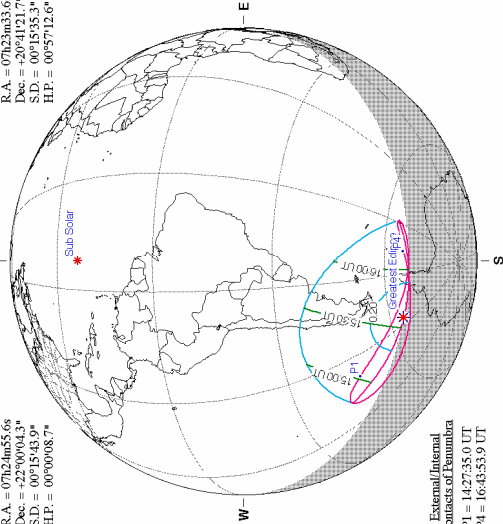 R.A. = 07h23m33.6
Dec. = +20°41'21.7"
S.D. = 00°15'35.3"
H.P. = 00°57'12.6"
E
Sub Solar
S
16:00 UT
P4
Greatest Eclip
0.20
15:30 UT
P1
15:00 UT
W
R.A. = 07h24m55.6s
Dec. = +22°00'04.3"
S.D. = 00°15'43.9"
H.P. = 00°00'08.7"
External/Internal
ontacts of Penumbra
P1 = 14:27:35.0 UT
P4 = 16:43:53.9 UT